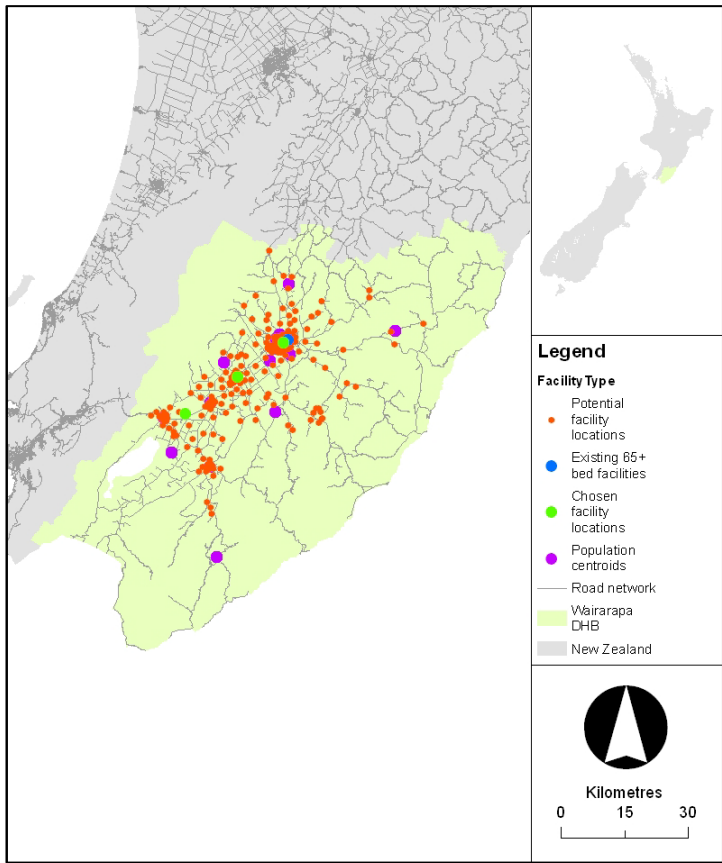 Legend
Facility Type
Potential
facility
locations
Existing 65+
bed facilities
Chosen
facility
locations
Population
centroids
Road network
Wairarapa
DHB
New Zealand
Kilometres
0 15 30